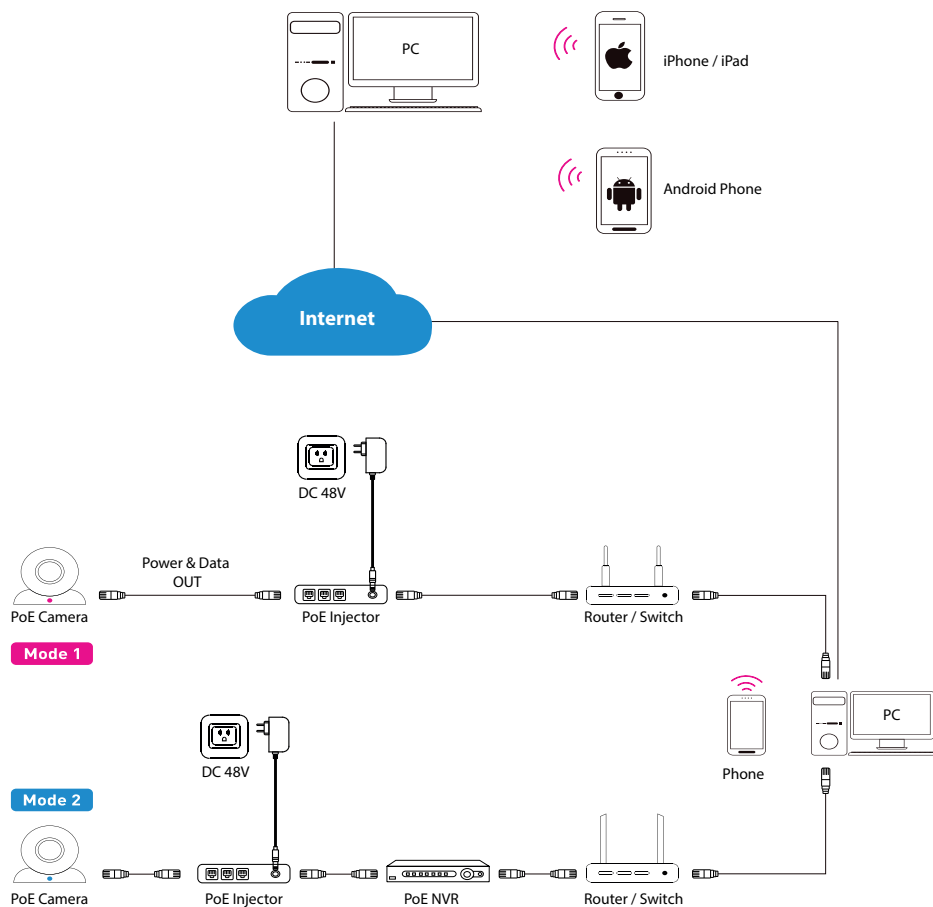 PC
iPhone / iPad
Android Phone
Internet
DC 48V
Power & Data
OUT
PoE Camera
PoE Injector
Router / Switch
Mode 1
PC
DC 48V
Phone
Mode 2
PoE Camera
PoE Injector
PoE NVR
Router / Switch